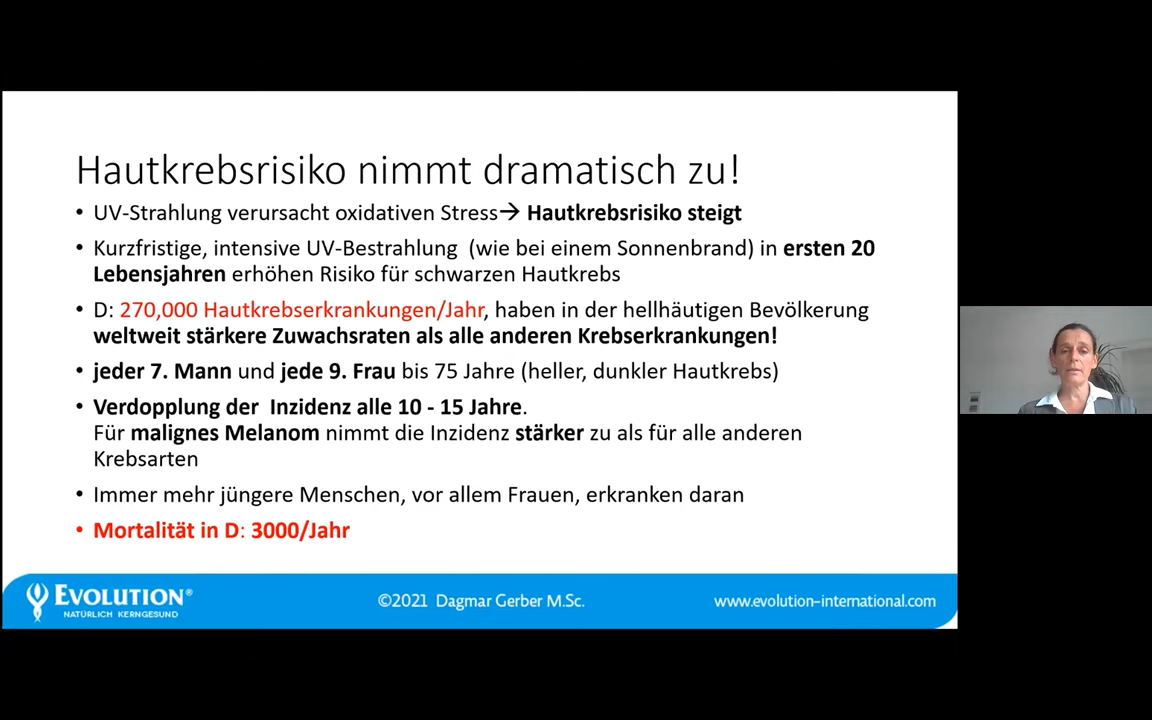 Hautkrebsrisiko nimmt dramatisch zu!
• UV-Strahlung verursacht oxidativen Stress→ Hautkrebsrisiko steigt
• Kurzfristige, intensive UV-Bestrahlung (wie bei einem Sonnenbrand) in ersten 20
Lebensjahren erhöhen Risiko für schwarzen Hautkrebs
• D: 270,000 Hautkrebserkrankungen/Jahr, haben in der hellhäutigen Bevölkerung
weltweit stärkere Zuwachsraten als alle anderen Krebserkrankungen!
• jeder 7. Mann und jede 9. Frau bis 75 Jahre (heller, dunkler Hautkrebs)
• Verdopplung der Inzidenz alle 10 - 15 Jahre.
Für malignes Melanom nimmt die Inzidenz stärker zu als für alle anderen
Krebsarten
• Immer mehr jüngere Menschen, vor allem Frauen, erkranken daran
• Mortalität in D: 3000/Jahr
EVOLUTION®
NATÜRLICH KERNGESUND
©2021 Dagmar Gerber M.Sc.
www.evolution-international.com